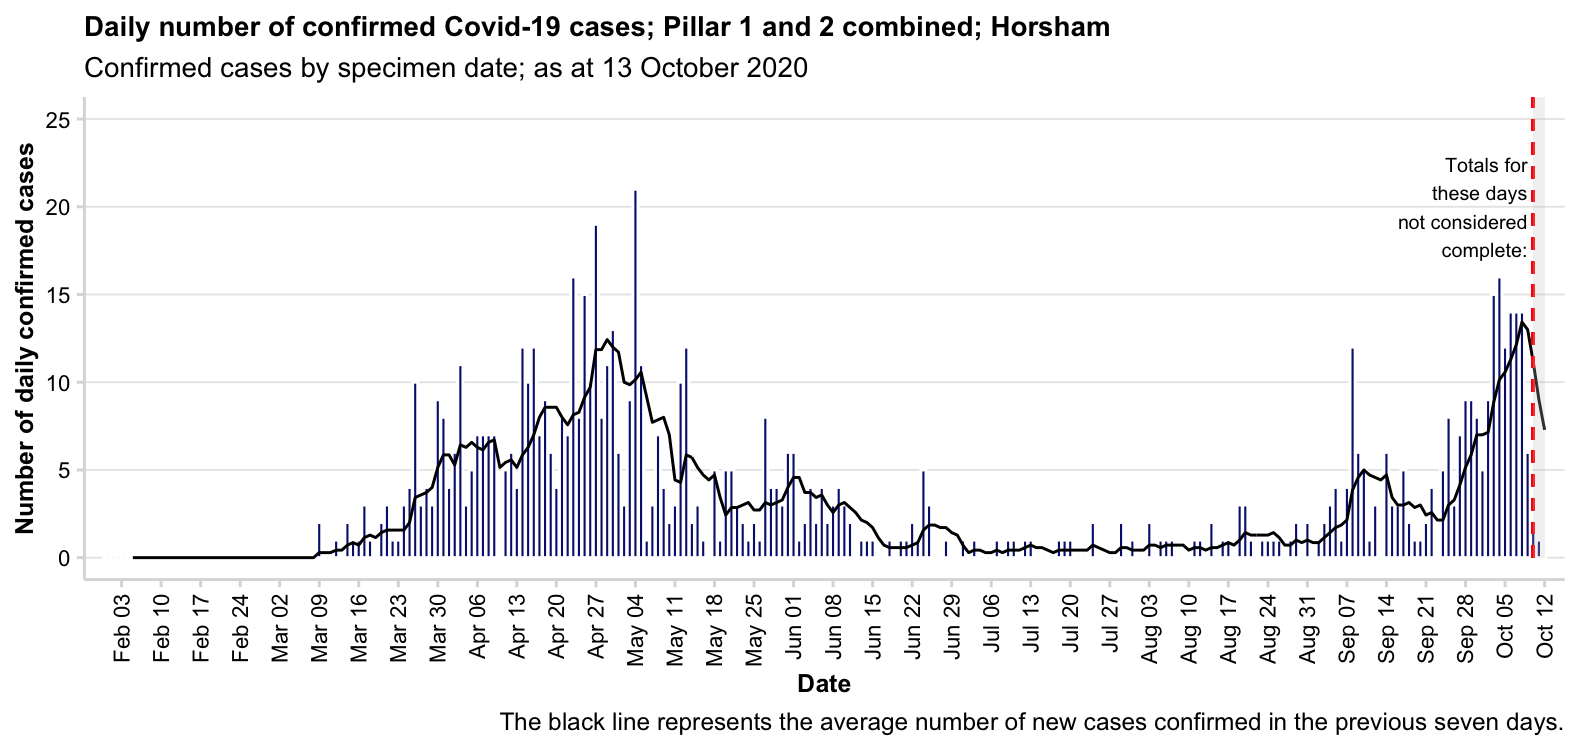 Daily number of confirmed Covid-19 cases; Pillar 1 and 2 combined; Horsham
Confirmed cases by specimen date; as at 13 October 2020
Number of daily confirmed cases
25
20
15
10
5
0
Totals for
these days
not considered
complete:
Feb 03
Feb 10
Feb 17
Feb 24
Mar 02
Mar 09
Mar 16
Mar 23
Mar 30
Apr 06
Apr 13
Apr 20
Apr 27
May 04
May 11
May 18
May 25
Jun 01
Jun 08
Jun 15
Jun 22
Jun 29
Jul 06
Jul 13
Jul 20
Jul 27
Aug 03
Aug 10
Aug 17
Aug 24
Aug 31
Sep 07
Sep 14
Sep 21
Sep 28
Oct 05
Oct 12
Date
The black line represents the average number of new cases confirmed in the previous seven days.